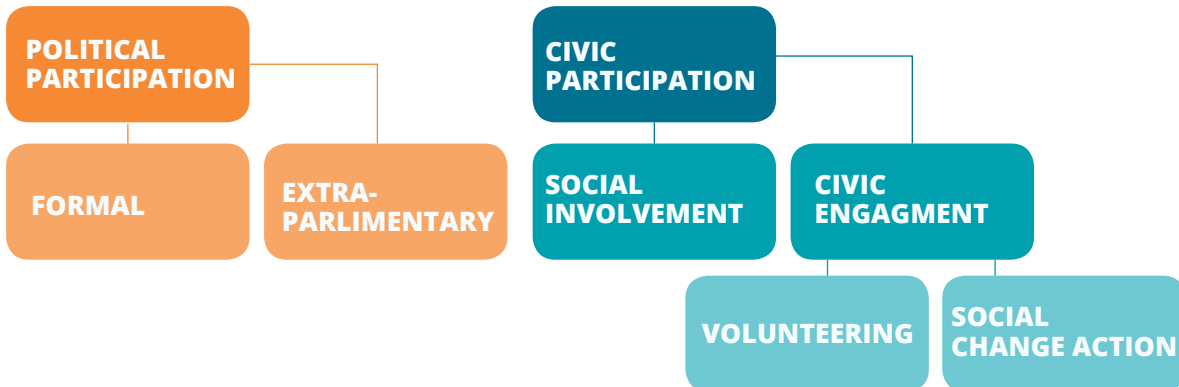 POLITICAL
PARTICIPATION
CIVIC
PARTICIPATION
FORMAL
EXTRA-
PARLIMENTARY
SOCIAL
INVOLVEMENT
CIVIC
ENGAGMENT
VOLUNTEERING
SOCIAL
CHANGE ACTION